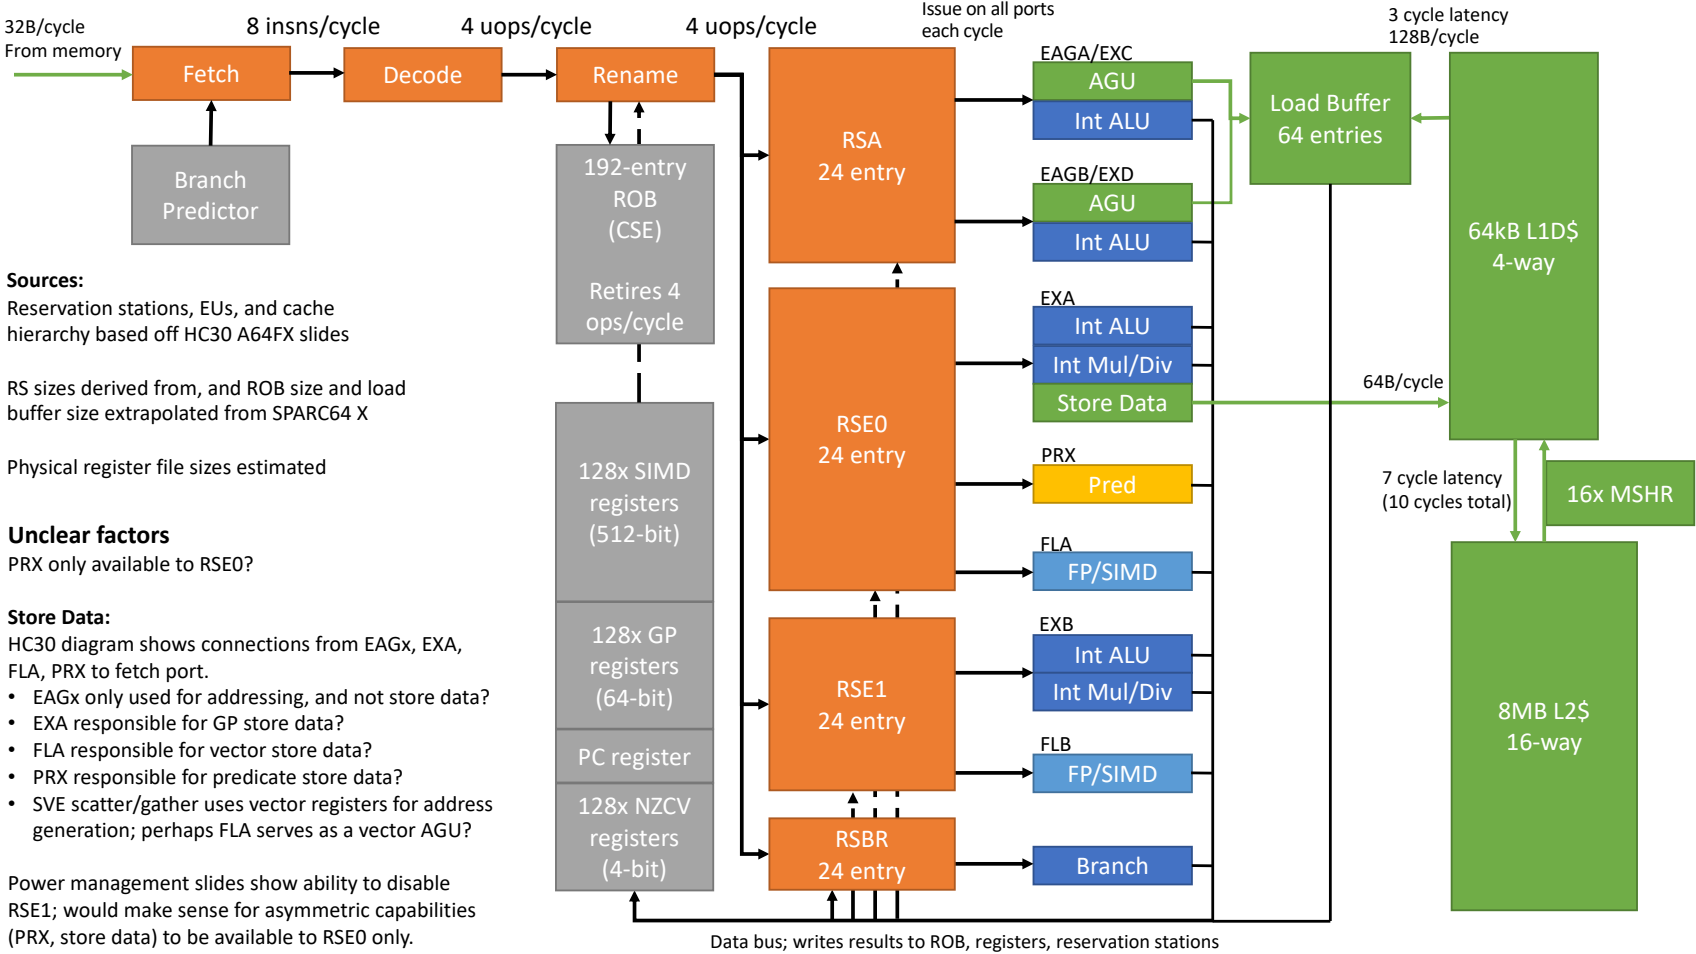 32B/cycle
From memory
8 insns/cycle
4 uops/cycle
4 uops/cycle
Issue on all ports
each cycle
3 cycle latency
128B/cycle
Fetch
Decode
Rename
Branch
Predictor
192-entry
ROB
(CSE)
Retires 4
ops/cycle
128x SIMD
registers
(512-bit)
128x GP
registers
(64-bit)
PC register
128x NZCV
registers
(4-bit)
RSA
24 entry
RSE0
24 entry
RSE1
24 entry
RSBR
24 entry
EAGA/EXC
AGU
Int ALU
EAGB/EXD
AGU
Int ALU
EXA
Int ALU
Int Mul/Div
Store Data
PRX
Pred
FLA
FP/SIMD
EXB
Int ALU
Int Mul/Div
FLB
FP/SIMD
Branch
Load Buffer
64 entries
64kB L1D$
4-way
64B/cycle
7 cycle latency
(10 cycles total)
16x MSHR
8MB L2$
16-way
Data bus; writes results to ROB, registers, reservation stations
Sources:
Reservation stations, EUs, and cache
hierarchy based off HC30 A64FX slides
RS sizes derived from, and ROB size and load
buffer size extrapolated from SPARC64 X
Physical register file sizes estimated
Unclear factors
PRX only available to RSE0?
Store Data:
HC30 diagram shows connections from EAGx, EXA,
FLA, PRX to fetch port.
• EAGx only used for addressing, and not store data?
• EXA responsible for GP store data?
• FLA responsible for vector store data?
• PRX responsible for predicate store data?
• SVE scatter/gather uses vector registers for address
generation; perhaps FLA serves as a vector AGU?
Power management slides show ability to disable
RSE1; would make sense for asymmetric capabilities
(PRX, store data) to be available to RSE0 only.